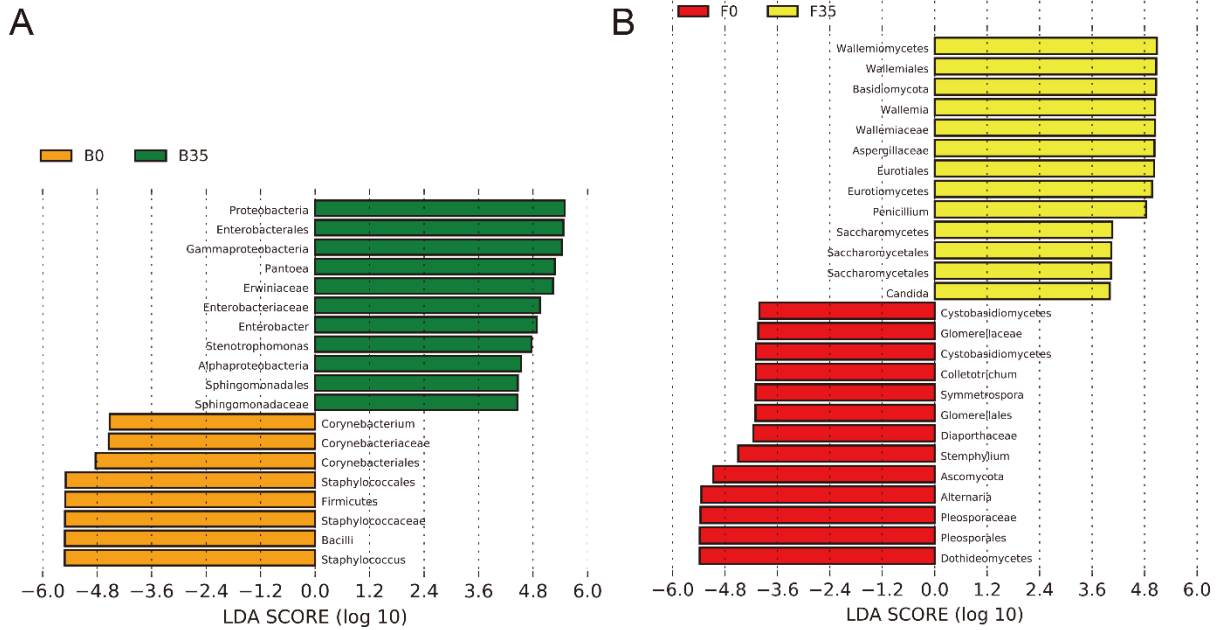 A
B0 B35
Proteobacteria
Enterobacterales
Gammaproteobacteria
Pantoea
Erwiniaceae
Enterobacteriaceae
Enterobacter
Stenotrophomonas
Alphaproteobacteria
Sphingomonadales
Sphingomonadaceae
Corynebacterium
Corynebacteriaceae
Corynebacteriales
Staphylococcales
Firmicutes
Staphylococcaceae
Bacilli
Staphylococcus
−6.0 −4.8 −3.6 −2.4 −1.2 0.0 1.2 2.4 3.6 4.8 6.0
LDA SCORE (log 10)
B
F0 F35
Wallemiomycetes
Wallemiales
Basidiomycota
Wallemia
Wallemiaceae
Aspergillaceae
Eurotiales
Eurotiomycetes
Penicillium
Saccharomycetes
Saccharomycetales
Saccharomycetales
Candida
Cystobasidiomycetes
Glomerellaceae
Cystobasidiomycetes
Colletotrichum
Symmetrospora
Glomerellales
Diaporthaceae
Stemphylium
Ascomycota
Alternaria
Pleosporaceae
Pleosporales
Dothideomycetes
−6.0 −4.8 −3.6 −2.4 −1.2 0.0 1.2 2.4 3.6 4.8 6.0
LDA SCORE (log 10)